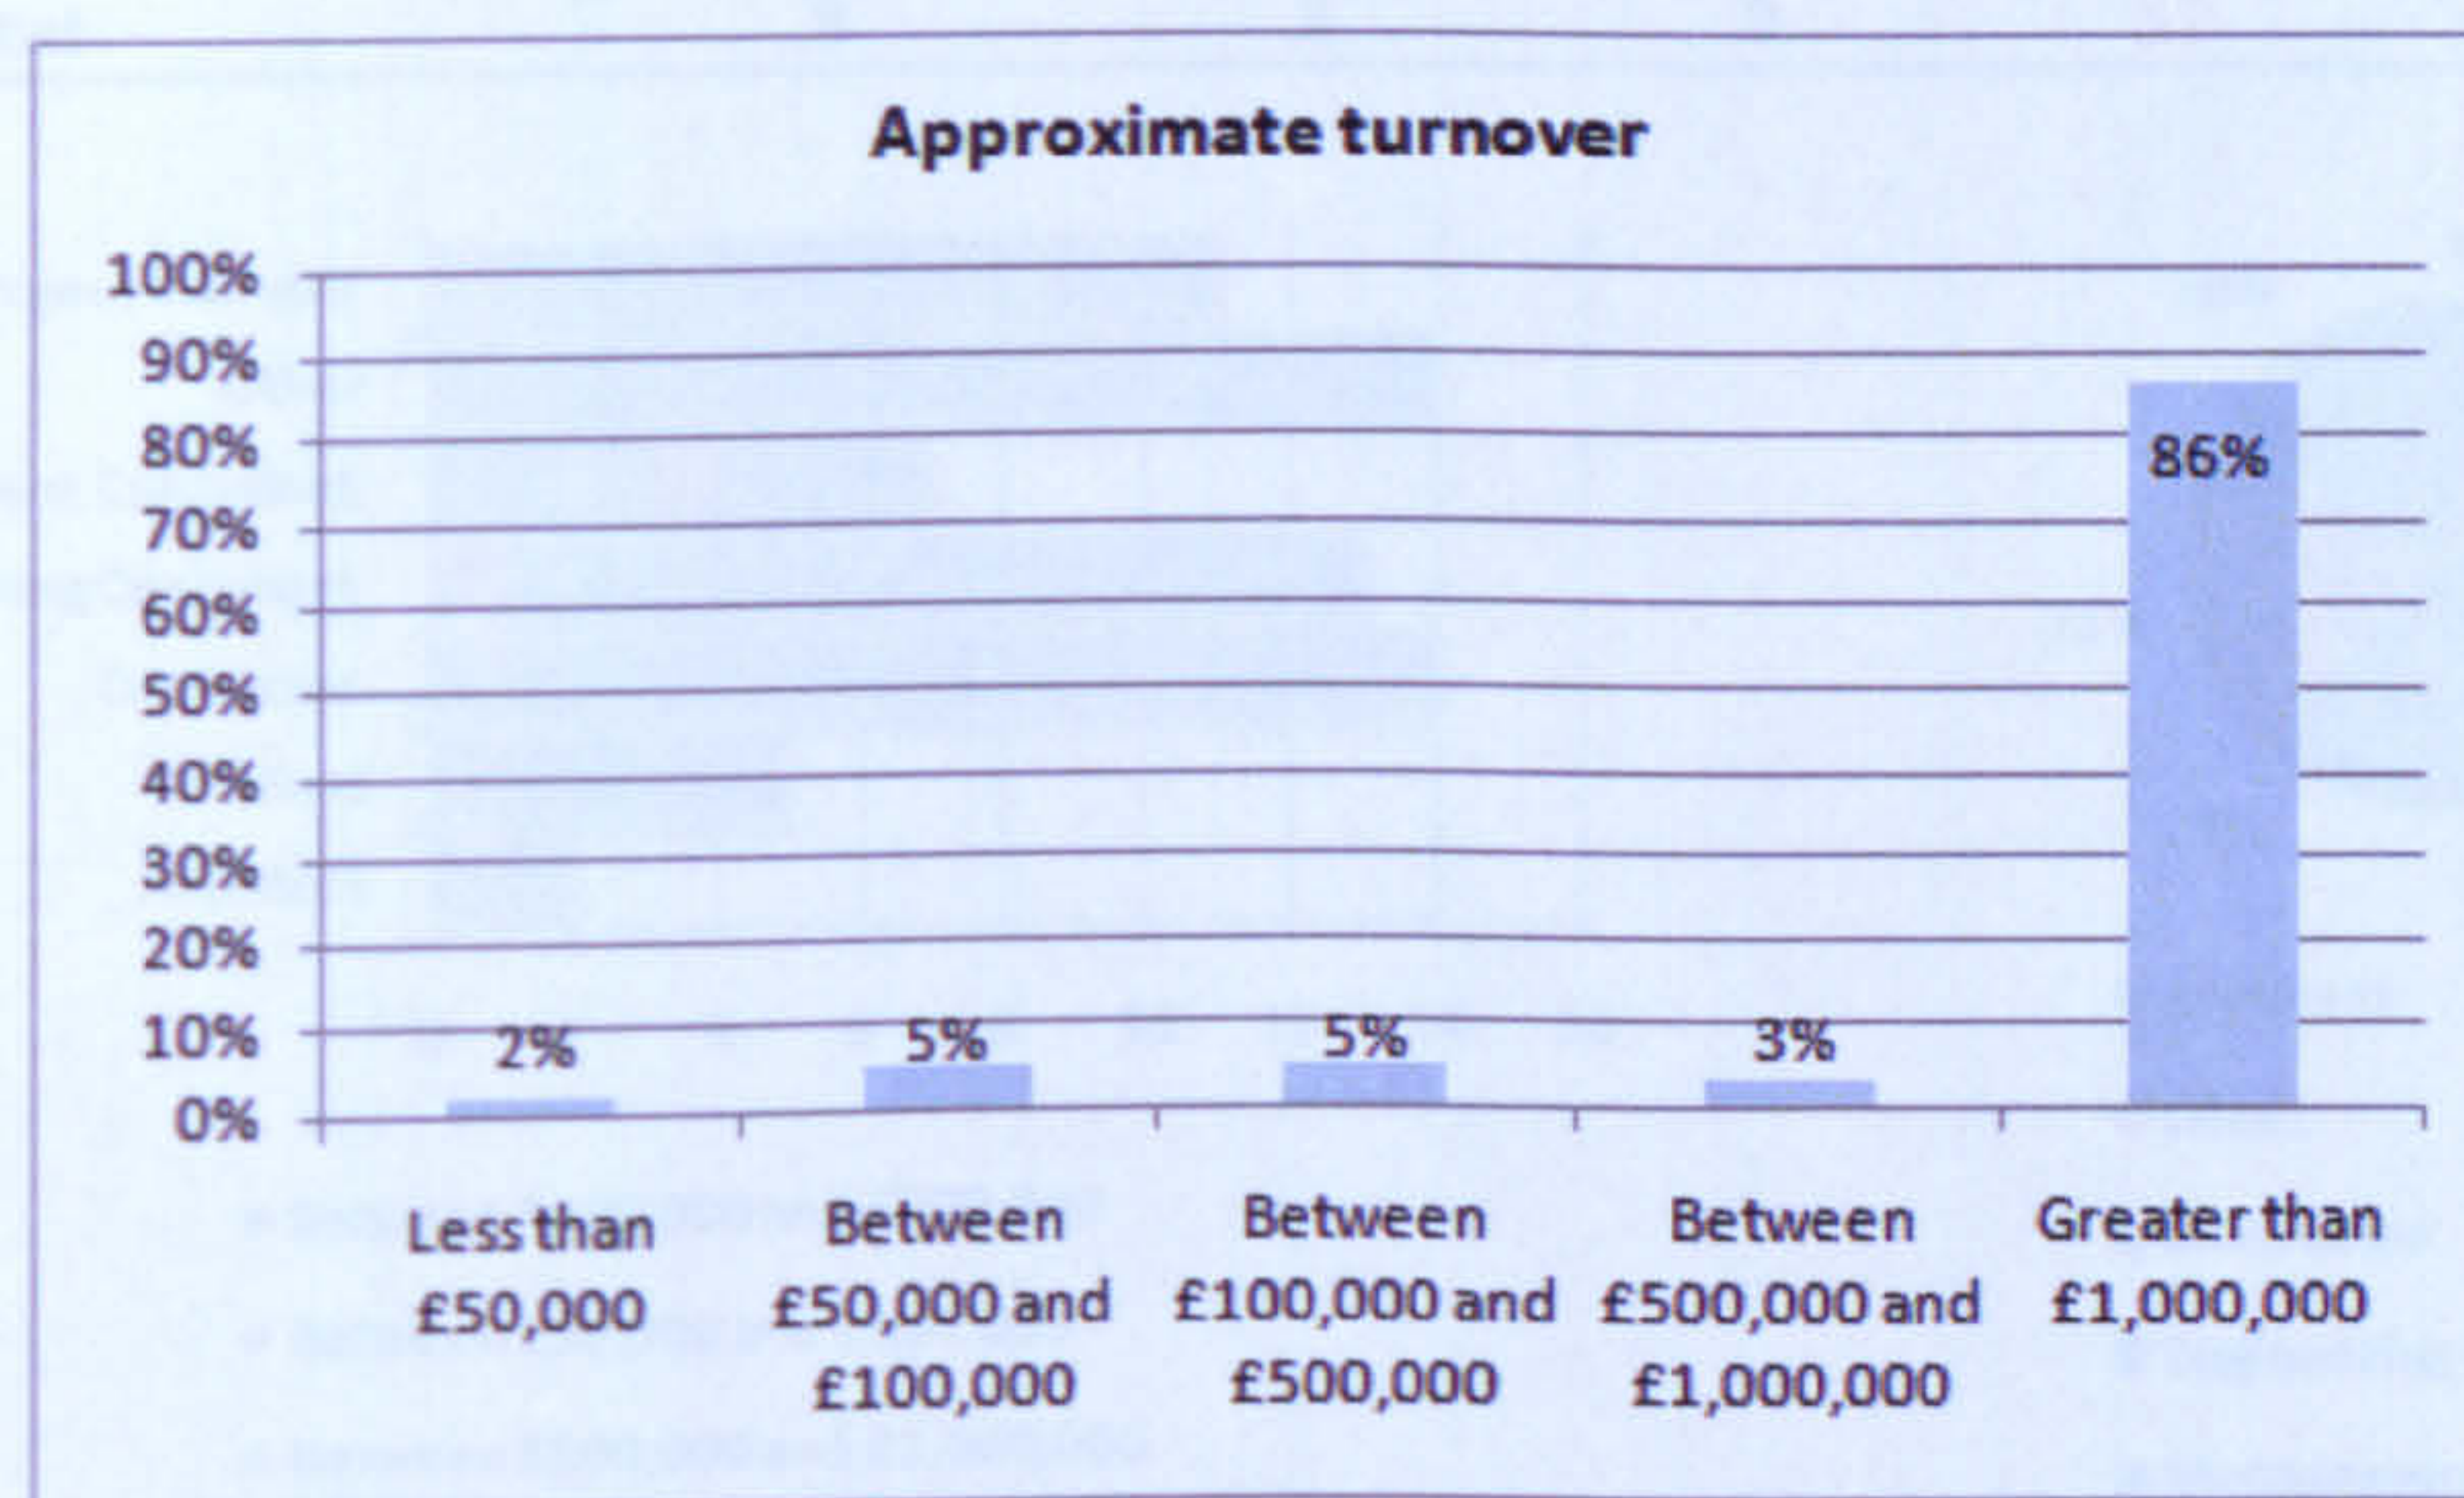 Approximate turnover
100%
90%
80%
70%
60%
50%
40%
30%
20%
10%
0%
2%
5%
5%
3%
86%
Less than
£50,000
Between
£50,000 and
£100,000
Between
£100,000 and
£500,000
Between
£500,000 and
£1,000,000
Greater than
£1,000,000